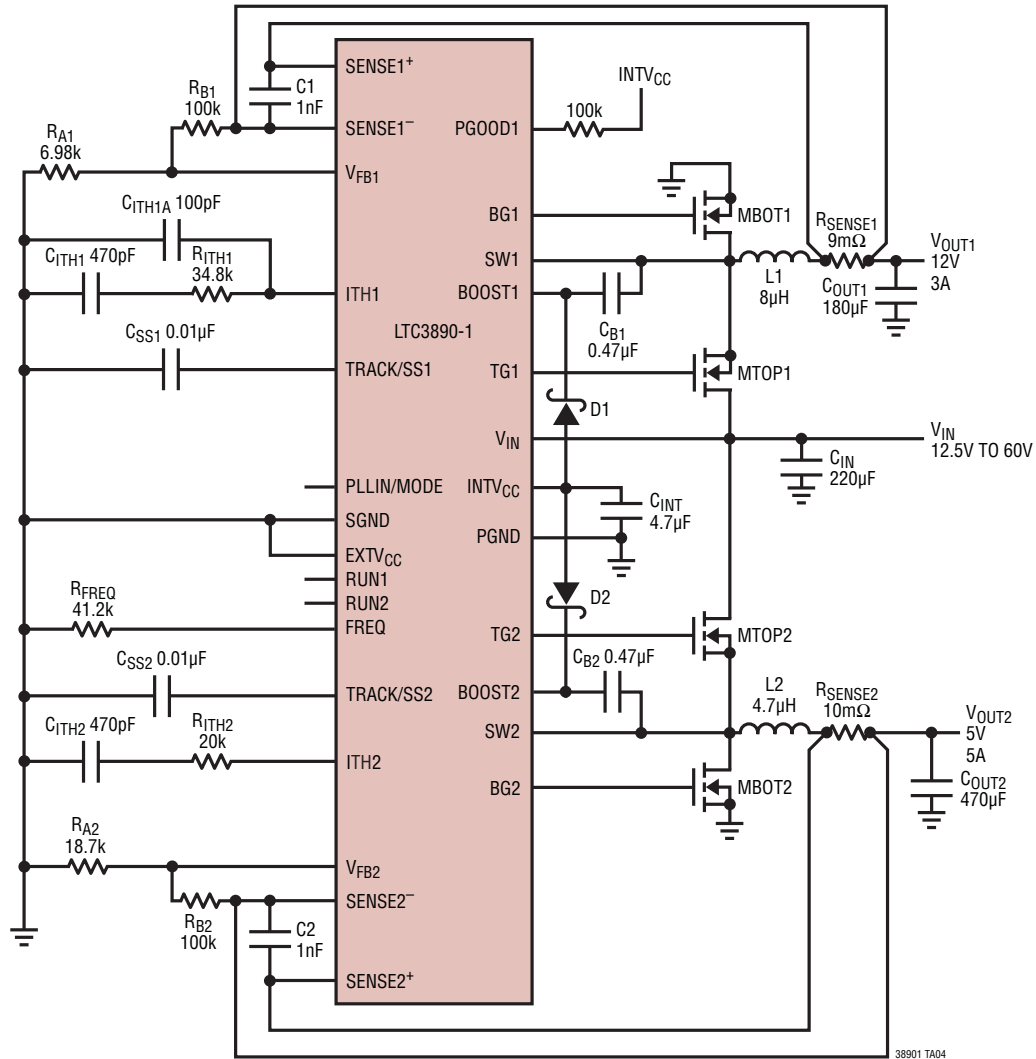 SENSE1+
SENSE1–
VFB1
ITH1
TRACK/SS1
PLLIN/MODE
SGND
EXTVCC
RUN1
RUN2
FREQ
TRACK/SS2
ITH2
VFB2
SENSE2–
SENSE2+
LTC3890-1
PGOOD1
BG1
SW1
BOOST1
TG1
VIN
INTVCC
PGND
TG2
BOOST2
SW2
BG2
RB1
100k
C1
1nF
RA1
6.98k
CITH1A 100pF
CITH1 470pF
RITH1
34.8k
CSS1 0.01µF
RFREQ
41.2k
CSS2 0.01µF
CITH2 470pF
RITH2
20k
RA2
18.7k
RB2
100k
C2
1nF
INTVCC
100k
MBOT1
L1
8µH
RSENSE1
9mΩ
VOUT1
12V
3A
COUT1
180µF
CB1
0.47µF
MTOP1
D1
VIN
12.5V TO 60V
CIN
220µF
CINT
4.7µF
D2
MTOP2
CB2 0.47µF
L2
4.7µH
RSENSE2
10mΩ
VOUT2
5V
5A
COUT2
470µF
MBOT2
38901 TA04